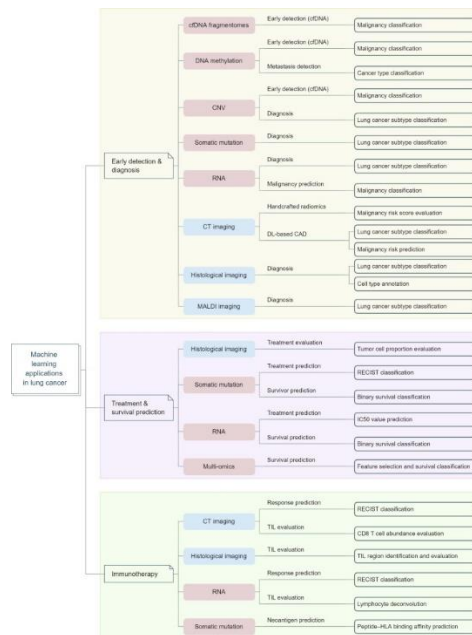 cfDNA fragmentomes
Early detection (cfDNA)
Malignancy classification
DNA methylation
Early detection (cfDNA)
Malignancy classification
Metastasis detection
Cancer type classification
CNV
Early detection (cfDNA)
Malignancy classification
Diagnosis
Lung cancer subtype classification
Somatic mutation
Diagnosis
Lung cancer subtype classification
Early detection &
diagnosis
RNA
Diagnosis
Lung cancer subtype classification
Malignancy prediction
Malignancy classification
CT imaging
Handcrafted radiomics
Malignancy risk score evaluation
DL-based CAD
Lung cancer subtype classification
Malignancy risk prediction
Histological imaging
Diagnosis
Lung cancer subtype classification
Cell type annotation
MALDI imaging
Diagnosis
Lung cancer subtype classification
Machine
learning
applications
in lung cancer
Treatment &
survival prediction
Histological imaging
Treatment evaluation
Tumor cell proportion evaluation
Somatic mutation
Treatment prediction
RECIST classification
Survivor prediction
Binary survival classification
RNA
Treatment prediction
IC50 value prediction
Survival prediction
Binary survival classification
Multi-omics
Survival prediction
Feature selection and survival classification
Immunotherapy
CT imaging
Response prediction
RECIST classification
TIL evaluation
CD8 T cell abundance evaluation
Histological imaging
TIL evaluation
TIL region identification and evaluation
RNA
Response prediction
RECIST classification
TIL evaluation
Lymphocyte deconvolution
Somatic mutation
Neoantigen prediction
Peptide–HLA binding affinity prediction